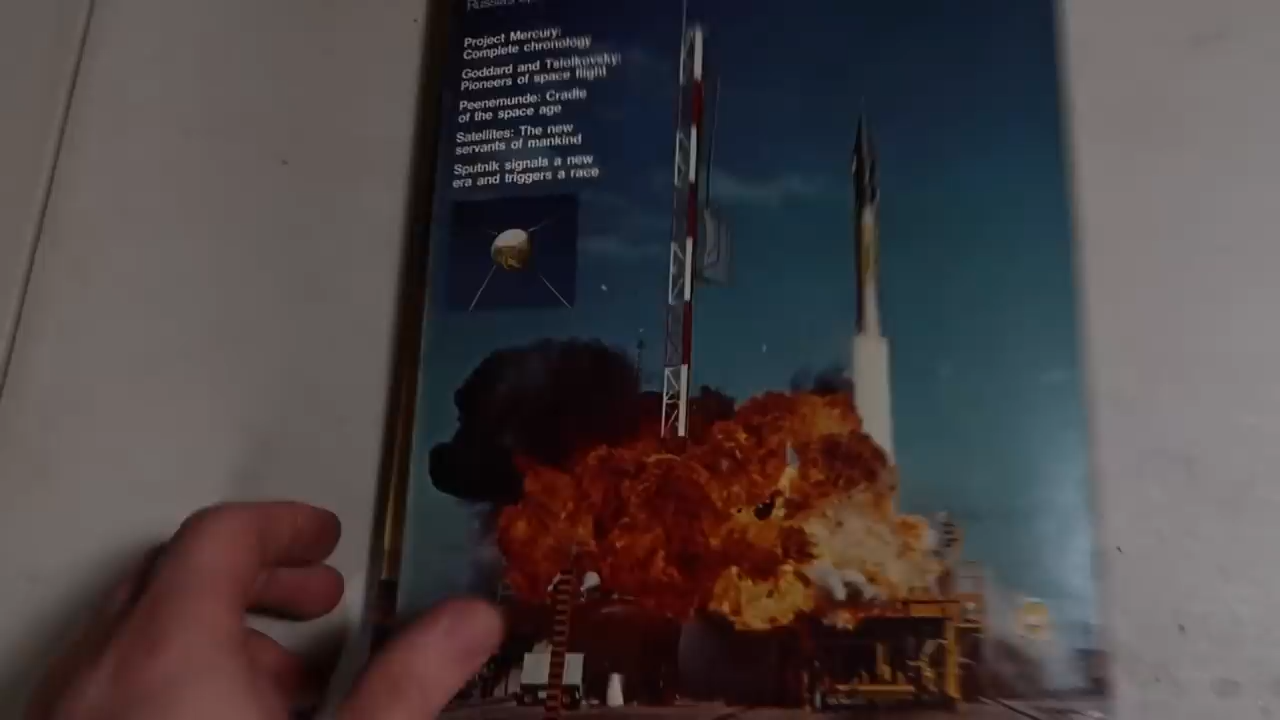 Russia's
Project Mercury:
Complete chronology
Goddard and Tsiolkovsky:
Pioneers of space flight
Peenemunde: Cradle
of the space age
Satellites: The new
servants of mankind
Sputnik signals a new
era and triggers a race